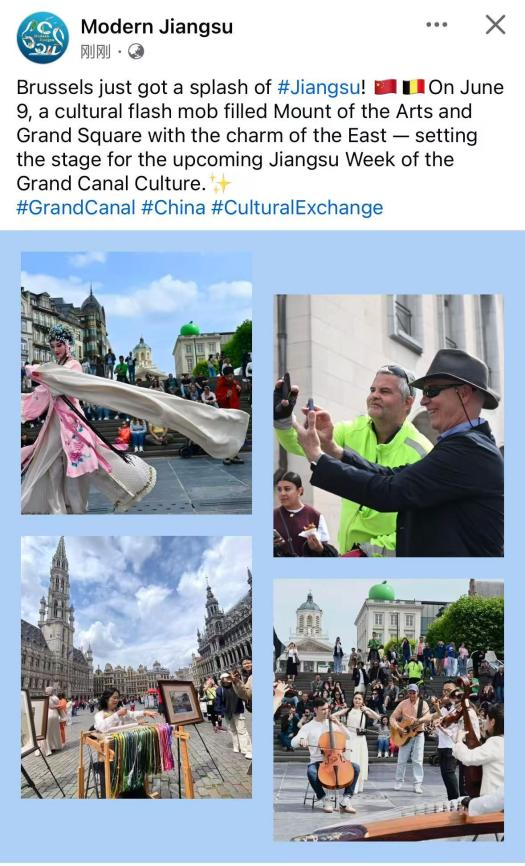 Modern Jiangsu
刚刚 ·
Brussels just got a splash of #Jiangsu! 🇨🇳 🇧🇪On June
9, a cultural flash mob filled Mount of the Arts and
Grand Square with the charm of the East — setting
the stage for the upcoming Jiangsu Week of the
Grand Canal Culture.✨
#GrandCanal #China #CulturalExchange